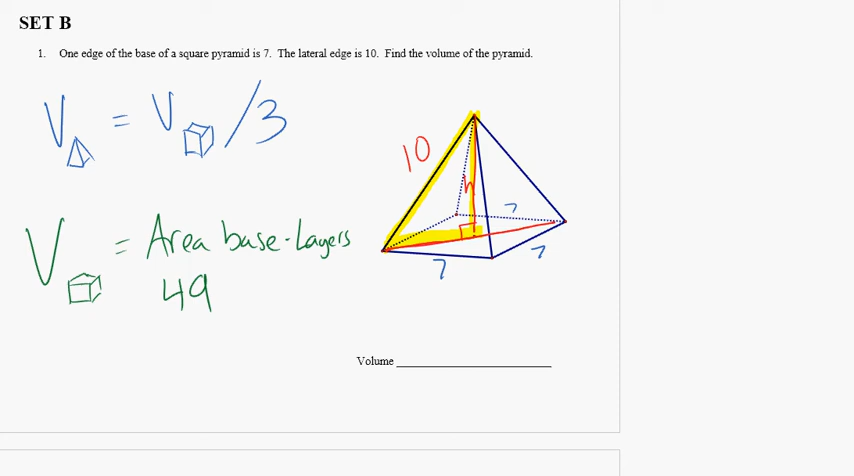 SET B
1. One edge of the base of a square pyramid is 7. The lateral edge is 10. Find the volume of the pyramid.
V = V /3
10
h
7
7
7
V = Area base · Layers
49
Volume